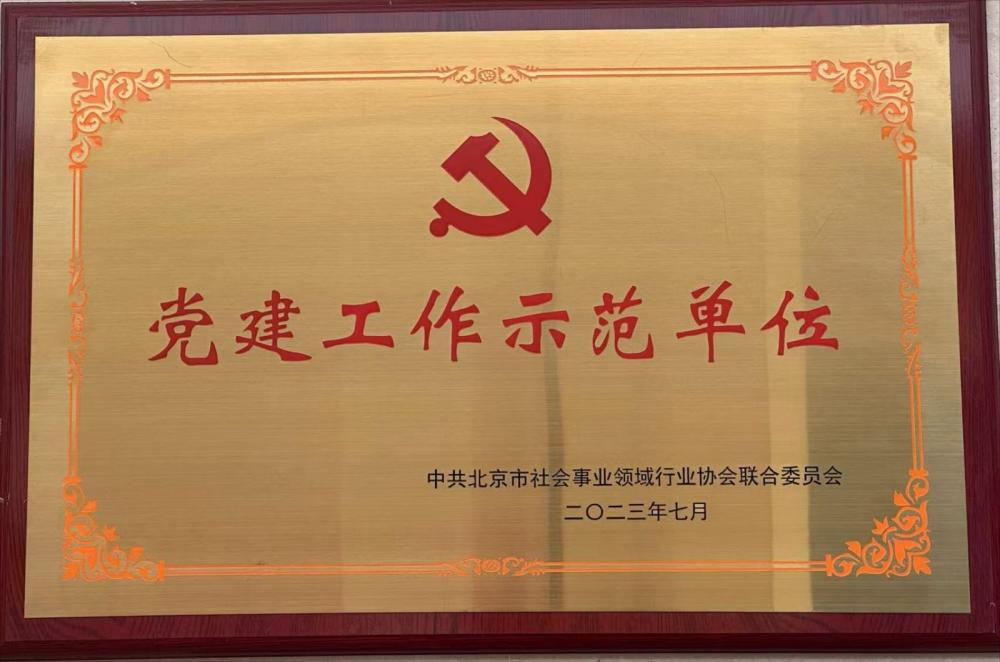 党建工作示范单位
中共北京市社会事业领域行业协会联合委员会
二〇二三年七月